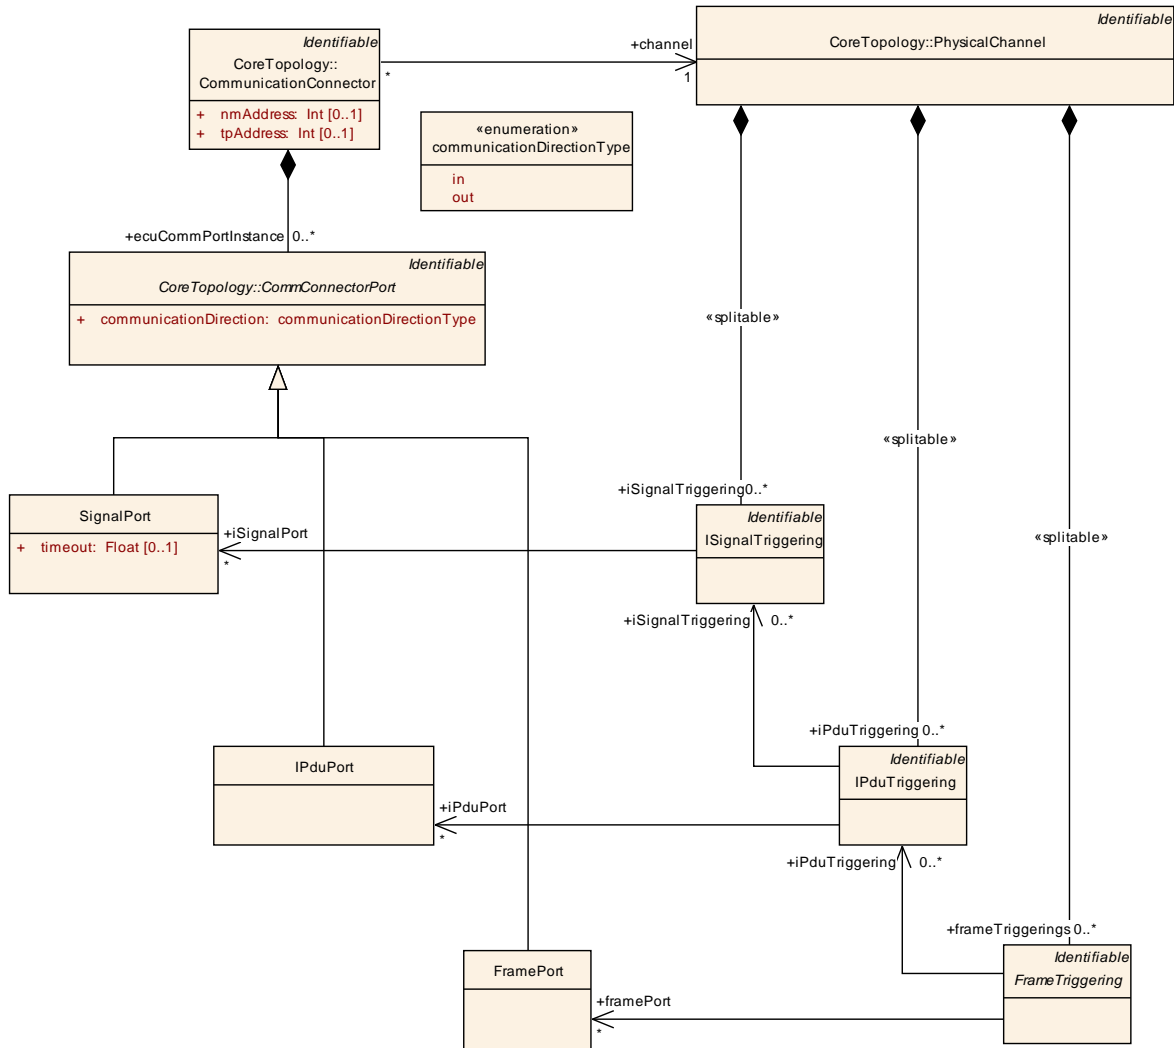 Identifiable
CoreTopology::PhysicalChannel
Identifiable
CoreTopology::
CommunicationConnector
+ nmAddress: Int [0..1]
+ tpAddress: Int [0..1]
+channel
*
1
«enumeration»
communicationDirectionType
in
out
+ecuCommPortInstance 0..*
Identifiable
CoreTopology::CommConnectorPort
+ communicationDirection: communicationDirectionType
«splitable»
«splitable»
«splitable»
+iSignalTriggering 0..*
SignalPort
+ timeout: Float [0..1]
+iSignalPort
*
Identifiable
ISignalTriggering
+iSignalTriggering 0..*
+iPduTriggering 0..*
IPduPort
Identifiable
IPduTriggering
+iPduPort
*
+iPduTriggering 0..*
+frameTriggerings 0..*
FramePort
Identifiable
FrameTriggering
+framePort
*